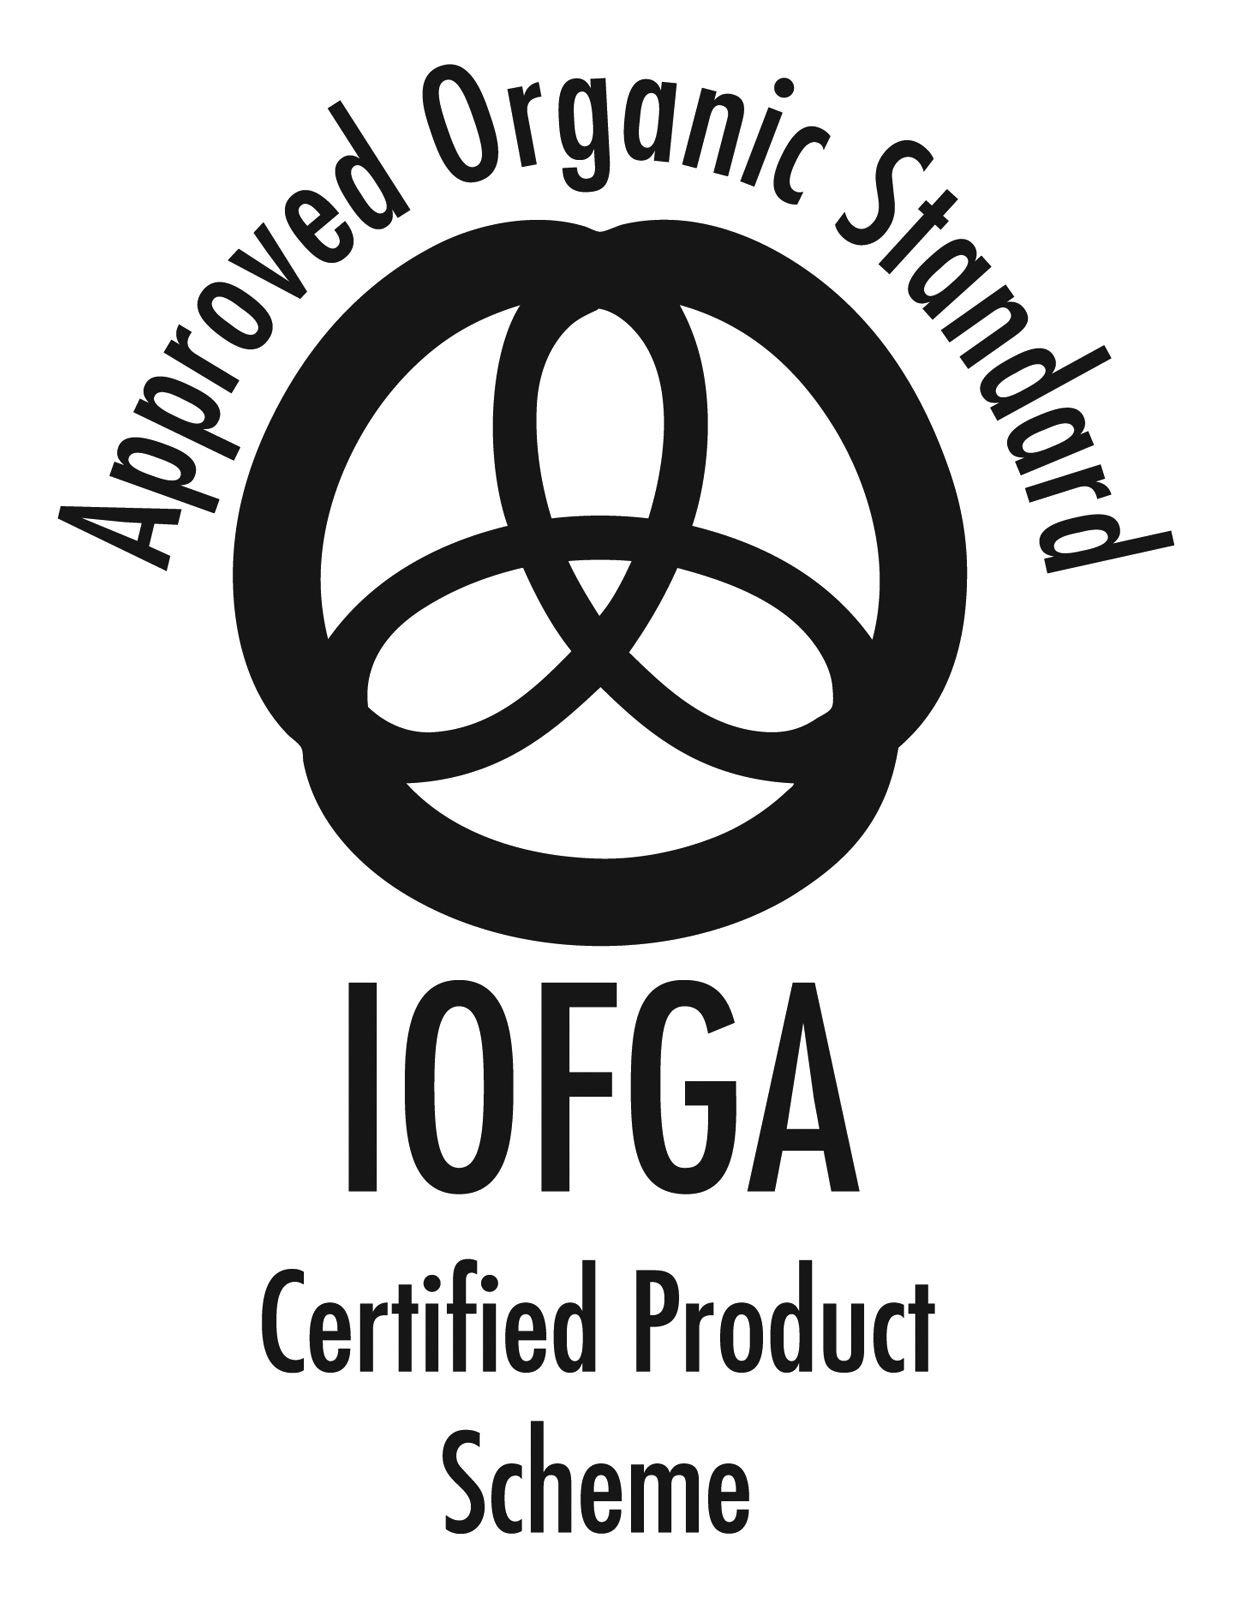 Approved Organic Standard
IOFGA
Certified Product
Scheme